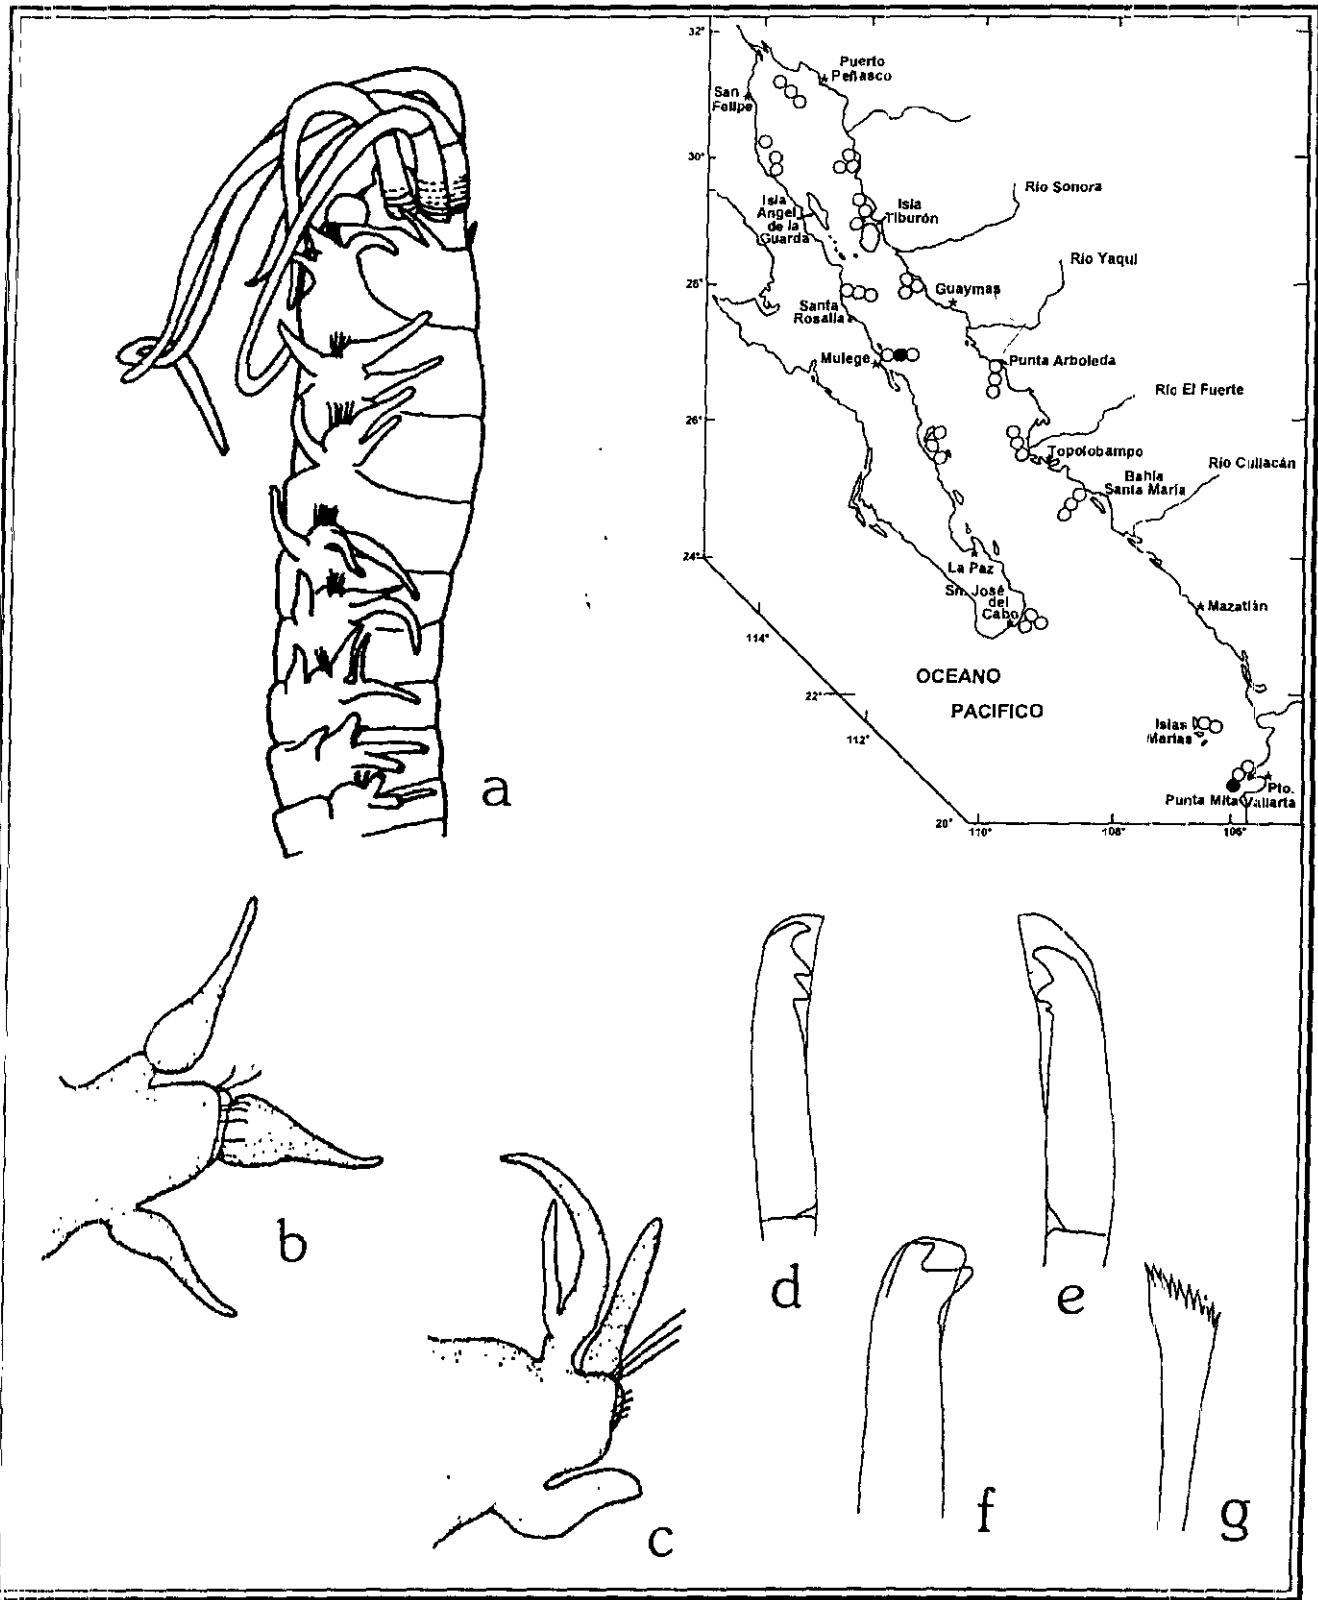 32°
Puerto
Peñasco
San
Felipe
30°
Río Sonora
Isla
Angel
de la
Guarda
Isla
Tiburón
Río Yaqui
28°
Guaymas
Santa
Rosalía
Mulege
Punta Arboleda
Río El Fuerte
26°
Topolobampo
Río Culiacán
Bahía
Santa María
24°
La Paz
Sn. José
del
Cabo
Mazatlán
114°
OCEANO
PACIFICO
22°
112°
Islas
Marías
Pto.
Vallarta
Punta Mita
20°
110°
108°
106°
a
b
c
d
e
f
g